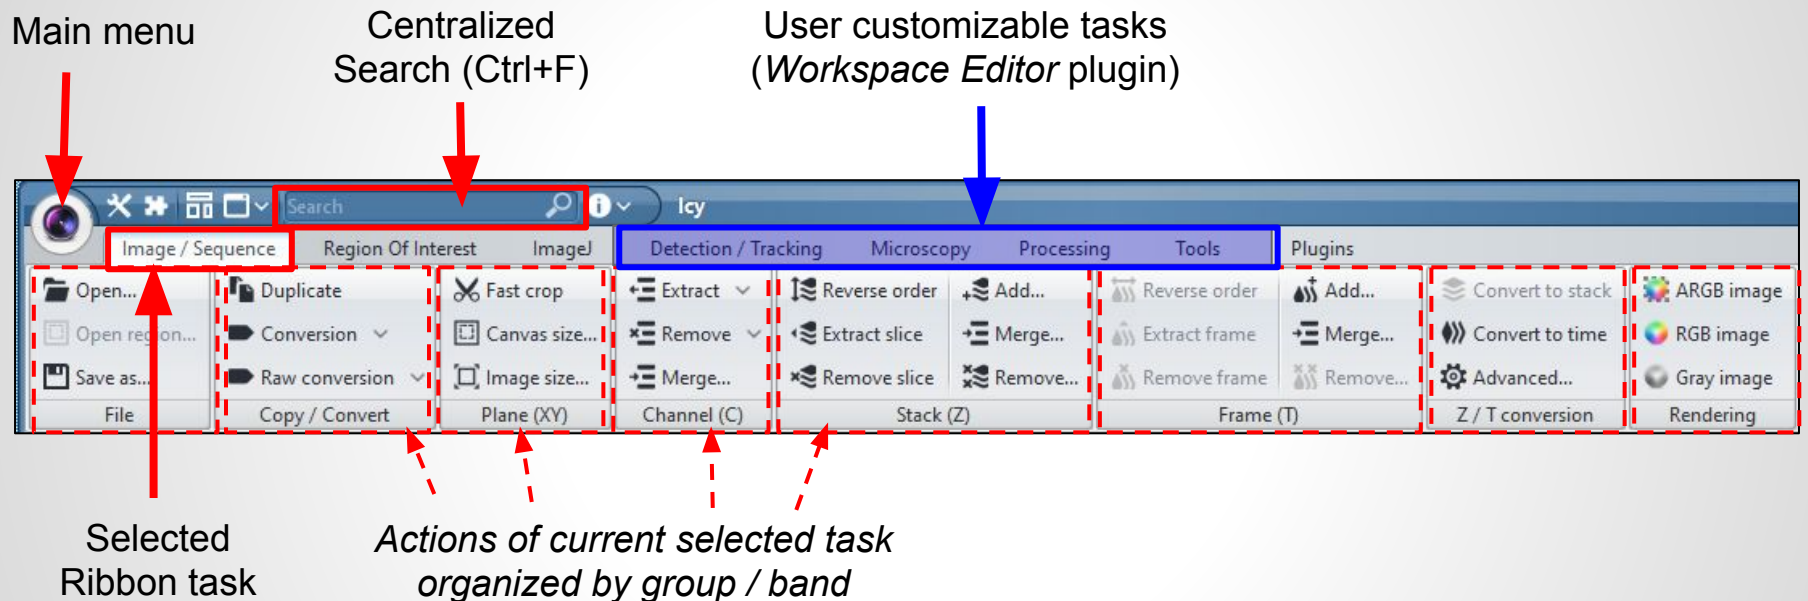 Main menu
Centralized
Search (Ctrl+F)
User customizable tasks
(Workspace Editor plugin)
Search
Icy
Image / Sequence
Region Of Interest
ImageJ
Detection / Tracking
Microscopy
Processing
Tools
Plugins
Open...
Open region...
Save as...
File
Duplicate
Conversion
Raw conversion
Copy / Convert
Fast crop
Canvas size...
Image size...
Plane (XY)
Extract
Remove
Merge...
Channel (C)
Reverse order
Extract slice
Remove slice
Add...
Merge...
Remove...
Stack (Z)
Reverse order
Extract frame
Remove frame
Add...
Merge...
Remove...
Frame (T)
Convert to stack
Convert to time
Advanced...
Z / T conversion
ARGB image
RGB image
Gray image
Rendering
Selected
Ribbon task
Actions of current selected task
organized by group / band